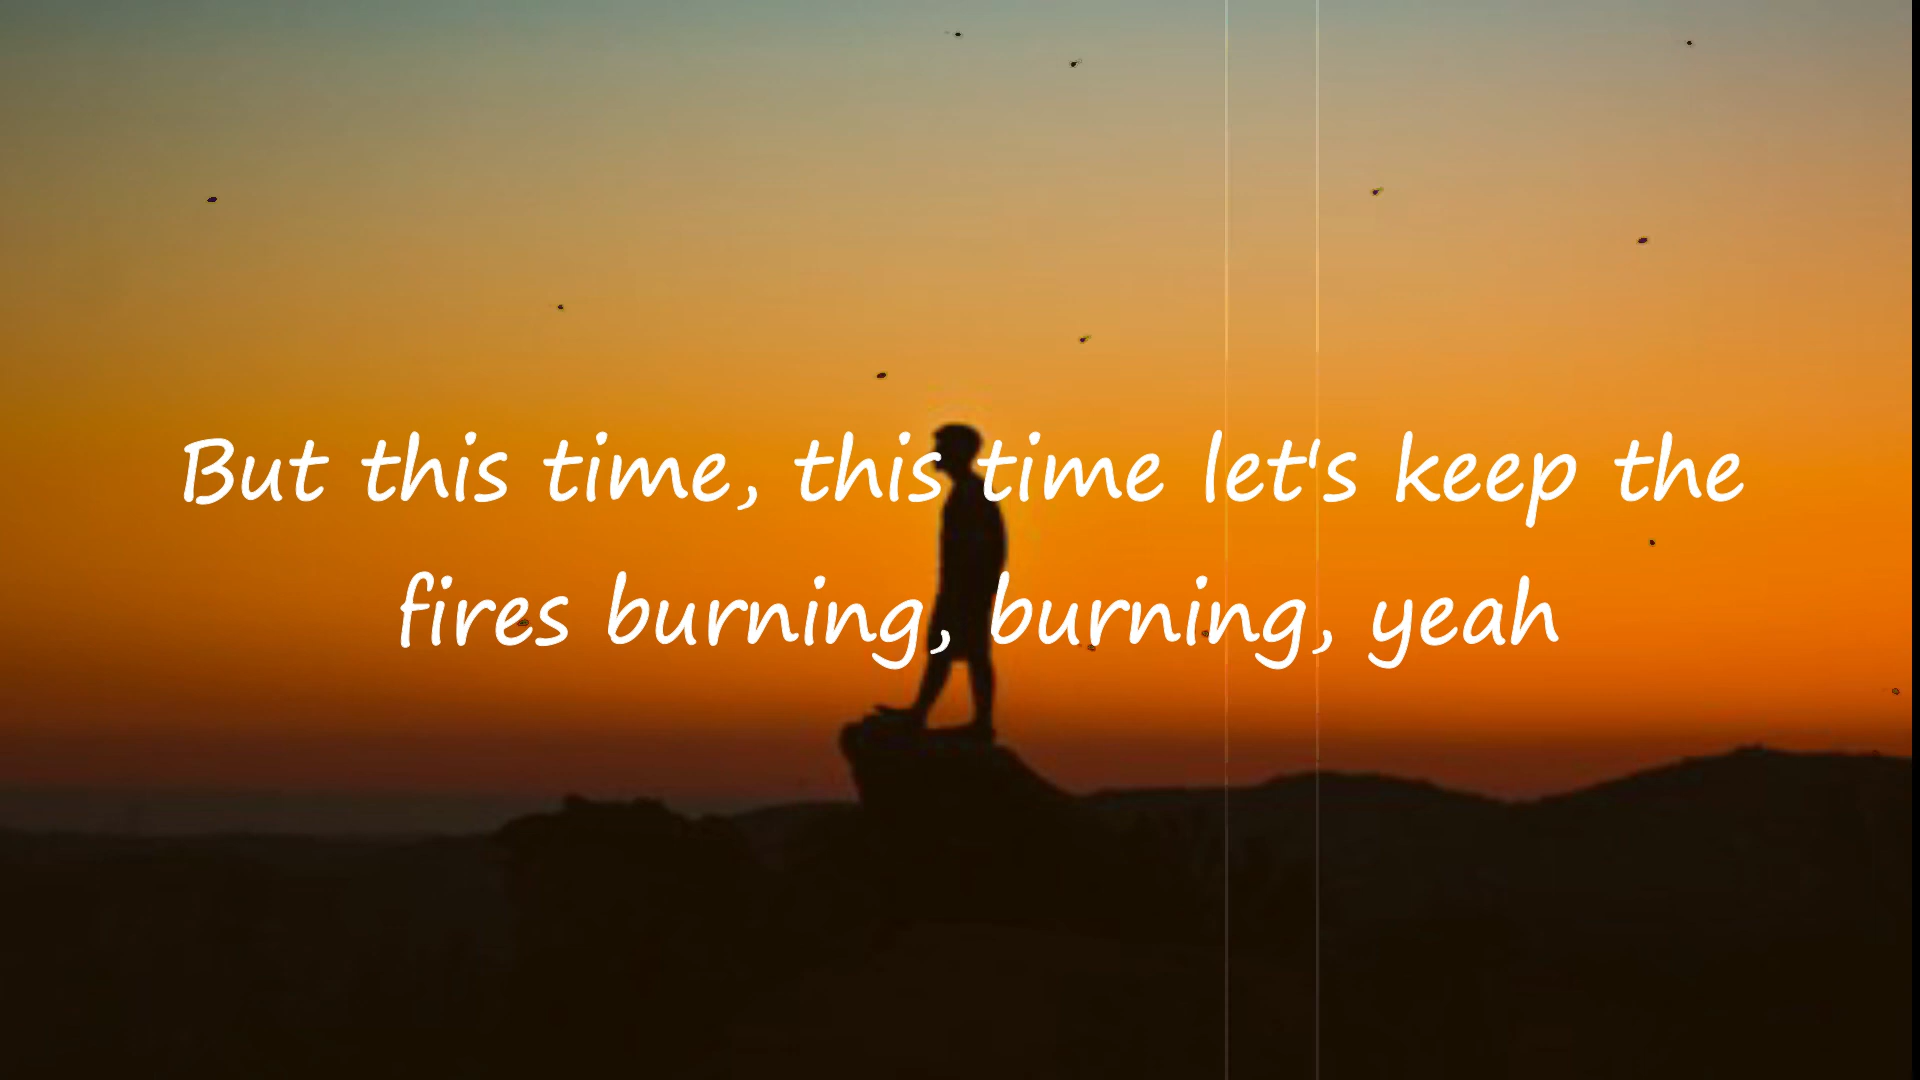 But this time, this time let's keep the
fires burning, burning, yeah